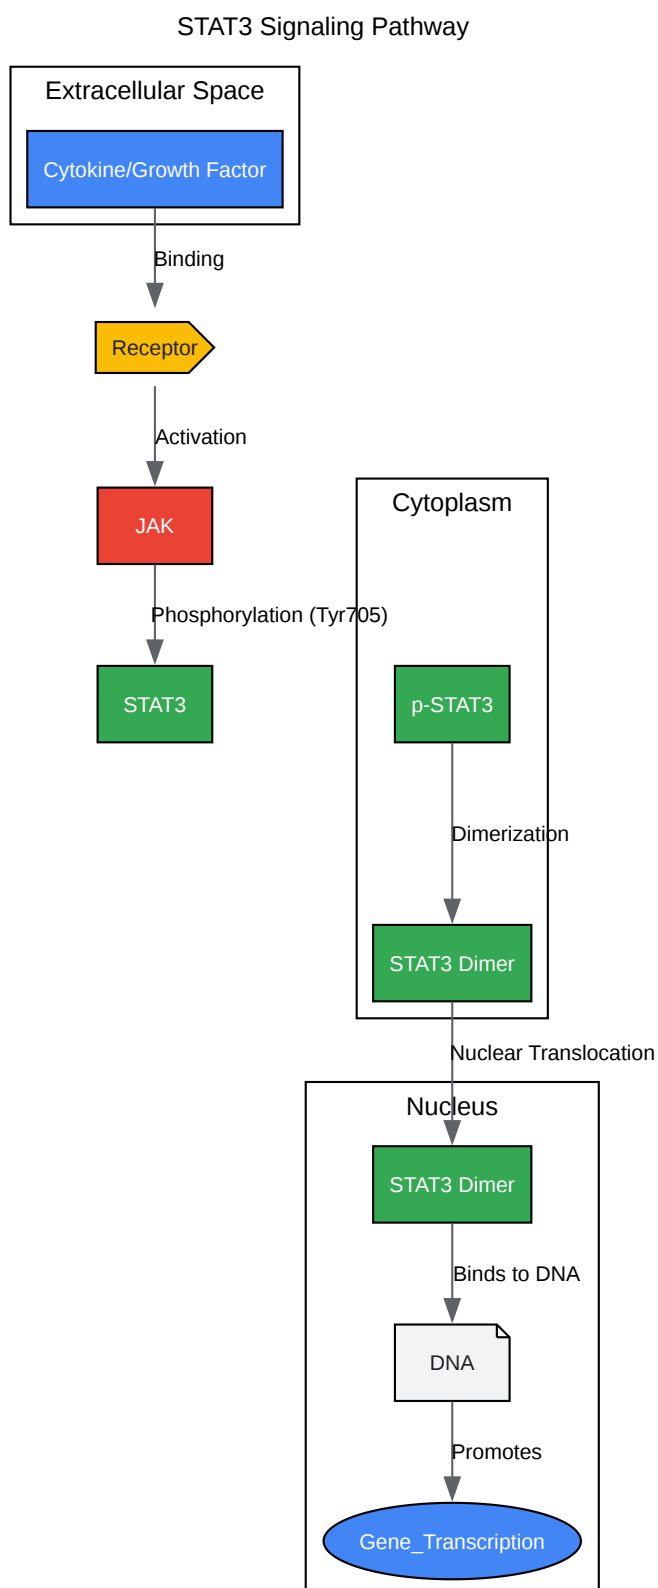 STAT3 Signaling Pathway
Extracellular Space
Cytokine/Growth Factor
Binding
Receptor
Activation
JAK
Cytoplasm
Phosphorylation (Tyr705)
STAT3
p-STAT3
Dimerization
STAT3 Dimer
Nuclear Translocation
Nucleus
STAT3 Dimer
Binds to DNA
DNA
Promotes
Gene_Transcription